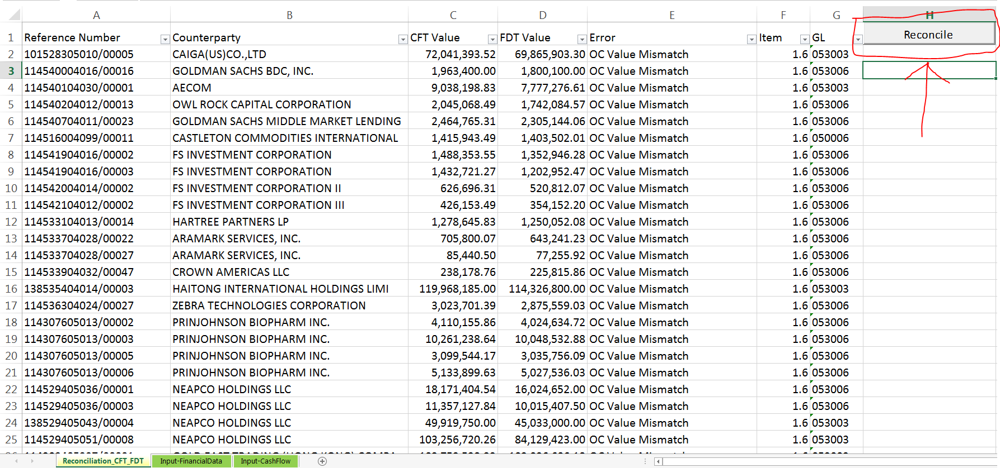 A B C D E F G H
1 Reference Number Counterparty CFT Value FDT Value Error Item GL Reconcile
2 101528305010/00005 CAIGA(US)CO.,LTD 72,041,393.52 69,865,903.30 OC Value Mismatch 1.6 053003
3 114540004016/00016 GOLDMAN SACHS BDC, INC. 1,963,400.00 1,800,100.00 OC Value Mismatch 1.6 053006
4 114540104030/00001 AECOM 9,038,198.83 7,777,276.61 OC Value Mismatch 1.6 053003
5 114540204012/00013 OWL ROCK CAPITAL CORPORATION 2,045,068.49 1,742,084.57 OC Value Mismatch 1.6 053006
6 114540704011/00023 GOLDMAN SACHS MIDDLE MARKET LENDING 2,464,765.31 2,305,144.06 OC Value Mismatch 1.6 053006
7 114516004099/00011 CASTLETON COMMODITIES INTERNATIONAL 1,415,943.49 1,403,502.01 OC Value Mismatch 1.6 050006
8 114541904016/00002 FS INVESTMENT CORPORATION 1,488,353.55 1,352,946.28 OC Value Mismatch 1.6 053006
9 114541904016/00003 FS INVESTMENT CORPORATION 1,432,721.27 1,202,952.47 OC Value Mismatch 1.6 053006
10 114542004014/00002 FS INVESTMENT CORPORATION II 626,696.31 520,812.07 OC Value Mismatch 1.6 053006
11 114542104012/00002 FS INVESTMENT CORPORATION III 426,153.49 354,152.20 OC Value Mismatch 1.6 053006
12 114533104013/00014 HARTREE PARTNERS LP 1,278,645.83 1,250,052.08 OC Value Mismatch 1.6 053006
13 114533704028/00022 ARAMARK SERVICES, INC. 705,800.07 643,241.23 OC Value Mismatch 1.6 053006
14 114533704028/00027 ARAMARK SERVICES, INC. 85,440.50 77,255.92 OC Value Mismatch 1.6 053006
15 114533904032/00047 CROWN AMERICAS LLC 238,178.76 225,815.86 OC Value Mismatch 1.6 053006
16 138535404014/00003 HAITONG INTERNATIONAL HOLDINGS LIMI 119,968,185.00 114,326,800.00 OC Value Mismatch 1.6 053003
17 114536304024/00027 ZEBRA TECHNOLOGIES CORPORATION 3,023,701.39 2,875,559.03 OC Value Mismatch 1.6 053006
18 114307605013/00002 PRINJOHNSON BIOPHARM INC. 4,110,155.86 4,024,634.72 OC Value Mismatch 1.6 053006
19 114307605013/00003 PRINJOHNSON BIOPHARM INC. 10,261,238.64 10,048,532.88 OC Value Mismatch 1.6 053006
20 114307605013/00005 PRINJOHNSON BIOPHARM INC. 3,099,544.17 3,035,756.09 OC Value Mismatch 1.6 053006
21 114307605013/00006 PRINJOHNSON BIOPHARM INC. 5,133,899.63 5,027,536.03 OC Value Mismatch 1.6 053006
22 114529405036/00001 NEAPCO HOLDINGS LLC 18,171,404.54 16,024,652.00 OC Value Mismatch 1.6 053006
23 114529405036/00003 NEAPCO HOLDINGS LLC 11,357,127.84 10,015,407.50 OC Value Mismatch 1.6 053006
24 138529405043/00004 NEAPCO HOLDINGS LLC 49,919,750.00 45,033,000.00 OC Value Mismatch 1.6 053003
25 114529405051/00008 NEAPCO HOLDINGS LLC 103,256,720.26 84,129,423.00 OC Value Mismatch 1.6 053003
Reconciliation_CFT_FDT Input-FinancialData Input-CashFlow